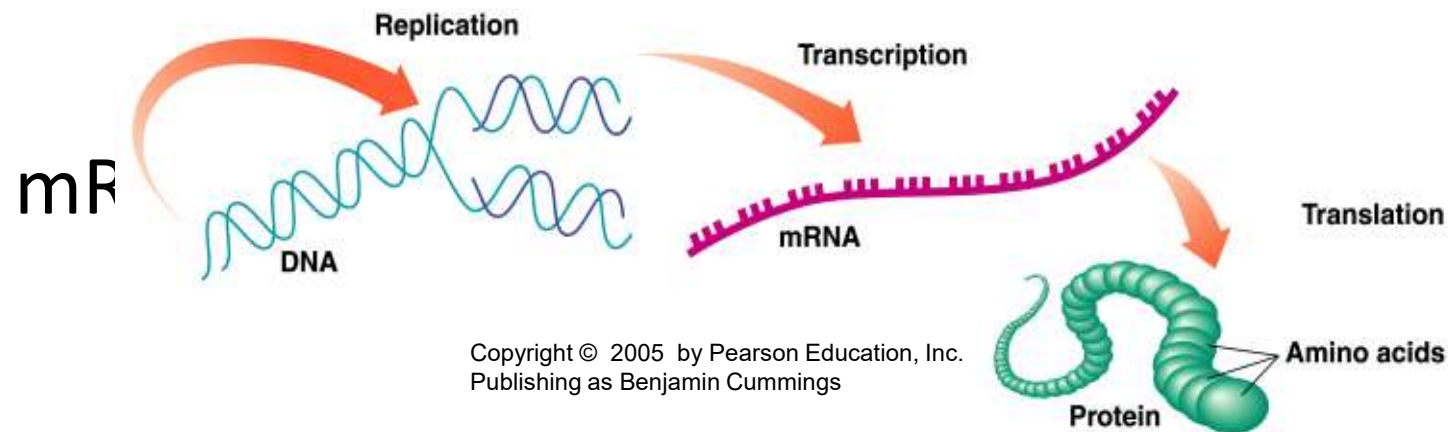 Replication
Transcription
mR
DNA
mRNA
Translation
Copyright © 2005 by Pearson Education, Inc.
Publishing as Benjamin Cummings
Amino acids
Protein